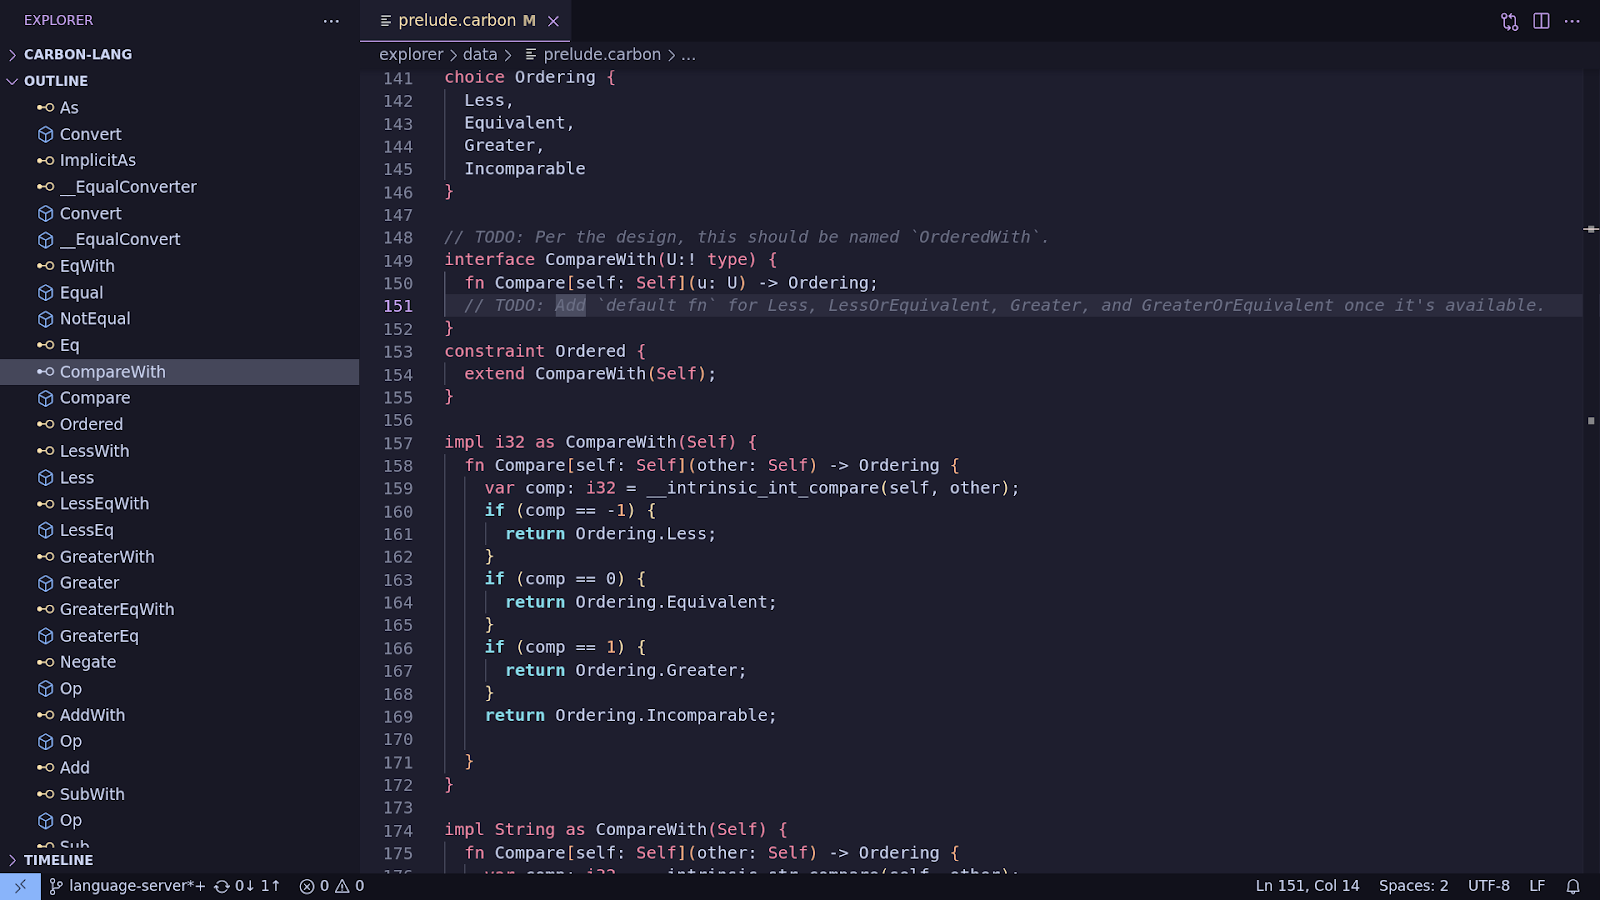 EXPLORER
prelude.carbon M
CARBON-LANG
OUTLINE
As
Convert
ImplicitAs
__EqualConverter
Convert
__EqualConvert
EqWith
Equal
NotEqual
Eq
CompareWith
Compare
Ordered
LessWith
Less
LessEqWith
LessEq
GreaterWith
Greater
GreaterEqWith
GreaterEq
Negate
Op
AddWith
Op
Add
SubWith
Op
Sub
TIMELINE
explorer > data > prelude.carbon > ...
141 choice Ordering {
142 Less,
143 Equivalent,
144 Greater,
145 Incomparable
146 }
147
148 // TODO: Per the design, this should be named `OrderedWith`.
149 interface CompareWith(U:! type) {
150 fn Compare[self: Self](u: U) -> Ordering;
151 // TODO: Add `default fn` for Less, LessOrEquivalent, Greater, and GreaterOrEquivalent once it's available.
152 }
153 constraint Ordered {
154 extend CompareWith(Self);
155 }
156
157 impl i32 as CompareWith(Self) {
158 fn Compare[self: Self](other: Self) -> Ordering {
159 var comp: i32 = __intrinsic_int_compare(self, other);
160 if (comp == -1) {
161 return Ordering.Less;
162 }
163 if (comp == 0) {
164 return Ordering.Equivalent;
165 }
166 if (comp == 1) {
167 return Ordering.Greater;
168 }
169 return Ordering.Incomparable;
170
171 }
172 }
173
174 impl String as CompareWith(Self) {
175 fn Compare[self: Self](other: Self) -> Ordering {
176 var comp: i32 = __intrinsic_str_compare(self, other);
language-server*+ 0↓ 1↑ 0 0
Ln 151, Col 14 Spaces: 2 UTF-8 LF